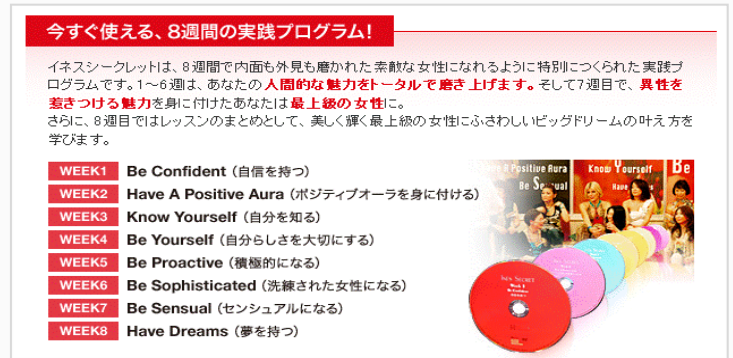 今すぐ使える、8週間の実践プログラム！
イネスシークレットは、8週間で内面も外見も磨かれた素敵な女性になれるように特別につくられた実践プ
ログラムです。1～6週は、あなたの人間的な魅力をトータルで磨き上げます。そして7週目で、異性を
惹きつける魅力を身に付けたあなたは最上級の女性に。
さらに、8週目ではレッスンのまとめとして、美しく輝く最上級の女性にふさわしいビッグドリームの叶え方を
学びます。
WEEK1 Be Confident（自信を持つ）
WEEK2 Have A Positive Aura（ポジティブオーラを身に付ける）
WEEK3 Know Yourself（自分を知る）
WEEK4 Be Yourself（自分らしさを大切にする）
WEEK5 Be Proactive（積極的になる）
WEEK6 Be Sophisticated（洗練された女性になる）
WEEK7 Be Sensual（センシュアルになる）
WEEK8 Have Dreams（夢を持つ）
A Positive Aura
Know Yourself
Be
Be Sensual
Have
INES SECRET
Week 1
Be Confident